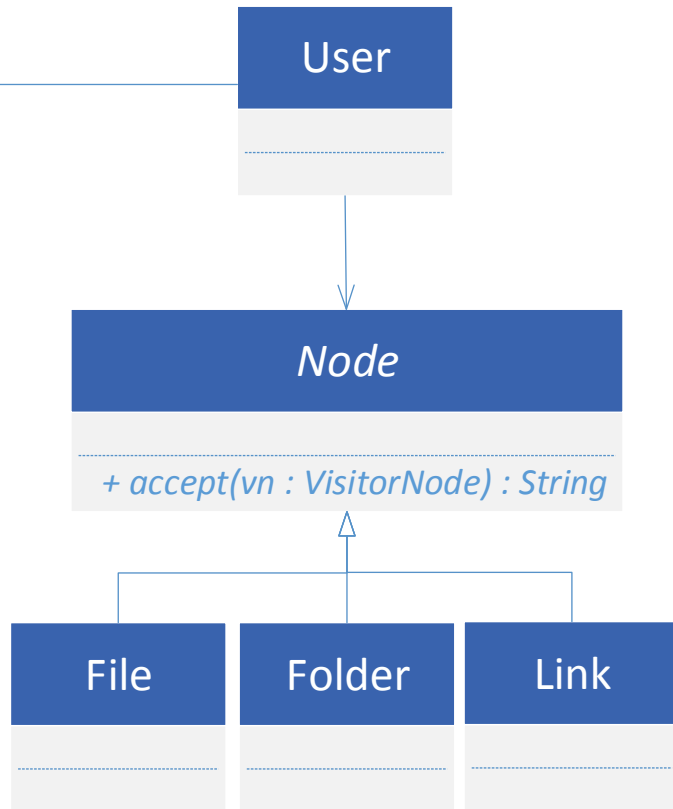 User
Node
+ accept(vn : VisitorNode) : String
File
Folder
Link